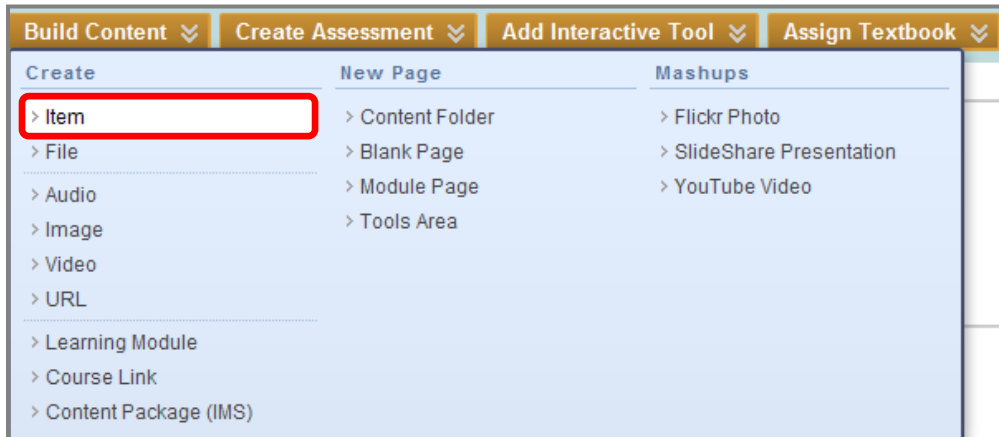 Build Content Create Assessment Add Interactive Tool Assign Textbook
Create
Item
File
Audio
Image
Video
URL
Learning Module
Course Link
Content Package (IMS)
New Page
Content Folder
Blank Page
Module Page
Tools Area
Mashups
Flickr Photo
SlideShare Presentation
YouTube Video